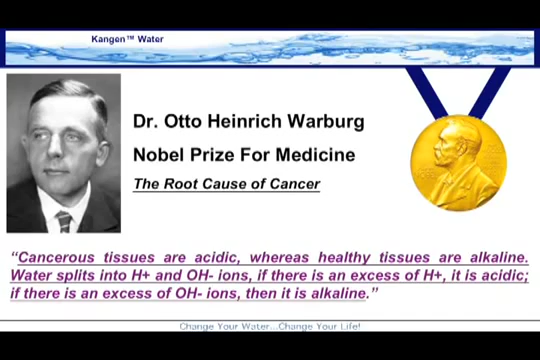 Kangen™ Water
Dr. Otto Heinrich Warburg
Nobel Prize For Medicine
The Root Cause of Cancer
“Cancerous tissues are acidic, whereas healthy tissues are alkaline.
Water splits into H+ and OH- ions, if there is an excess of H+, it is acidic;
if there is an excess of OH- ions, then it is alkaline.”
Change Your Water...Change Your Life!